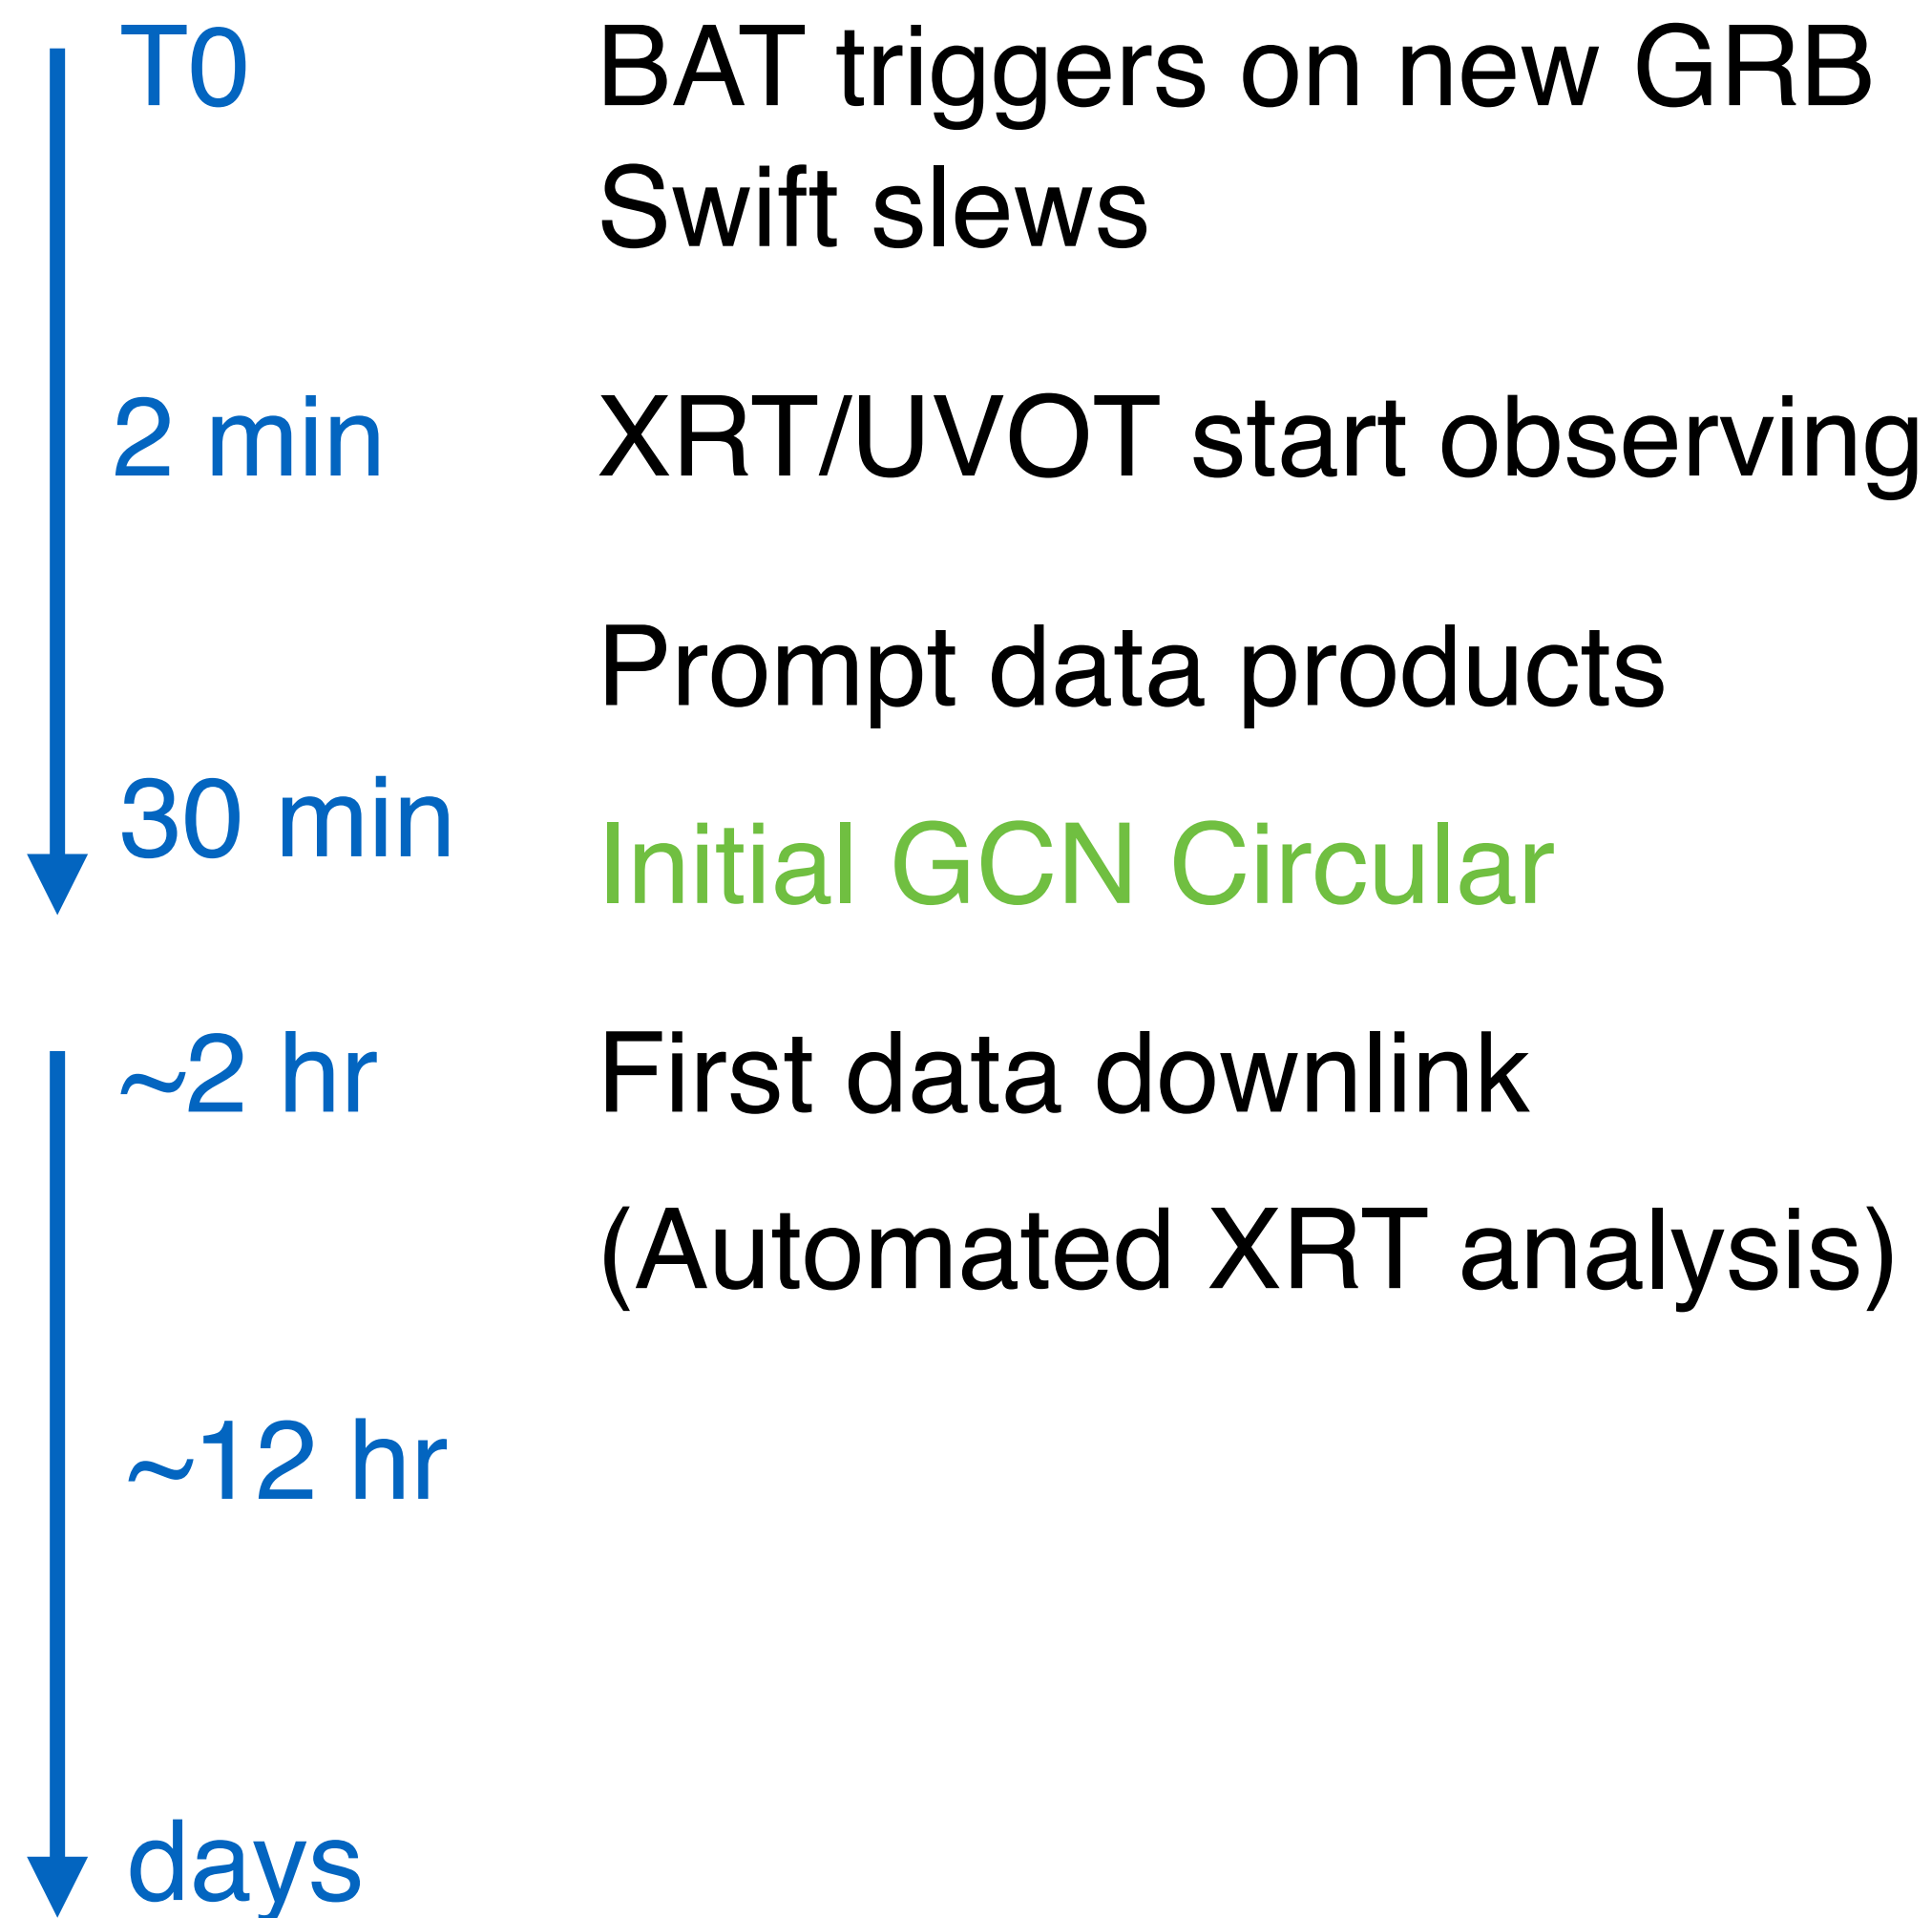 T0 BAT triggers on new GRB
Swift slews
2 min XRT/UVOT start observing
Prompt data products
30 min
Initial GCN Circular
~2 hr First data downlink
(Automated XRT analysis)
~12 hr
days